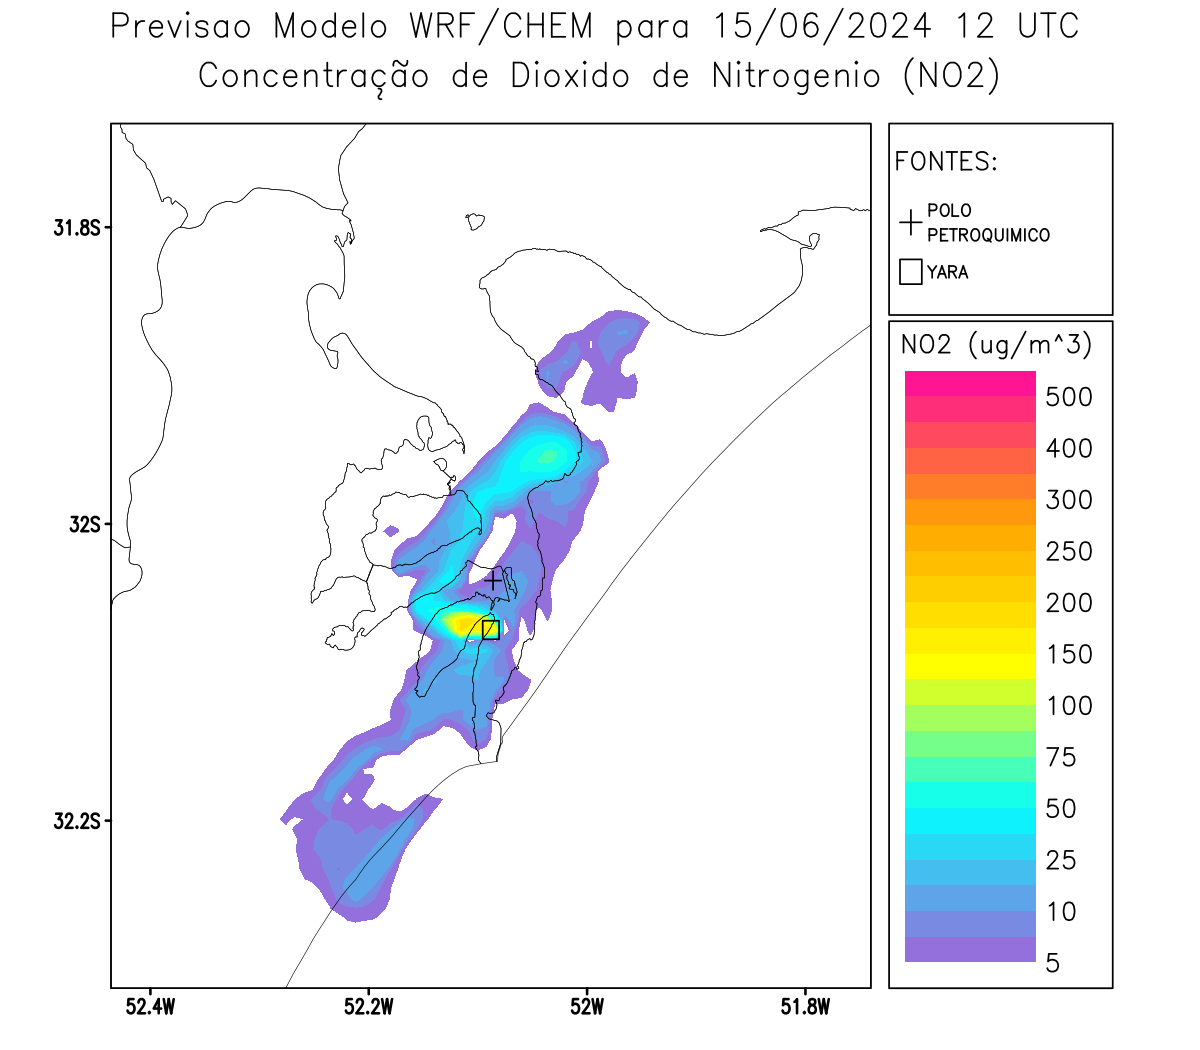 Previsao Modelo WRF/CHEM para 15/06/2024 12 UTC
Concentração de Dioxido de Nitrogenio (NO2)
FONTES:
POLO
PETROQUIMICO
YARA
NO2 (ug/m^3)
500
400
300
250
200
150
100
75
50
25
10
5
31.8S
32S
32.2S
52.4W
52.2W
52W
51.8W